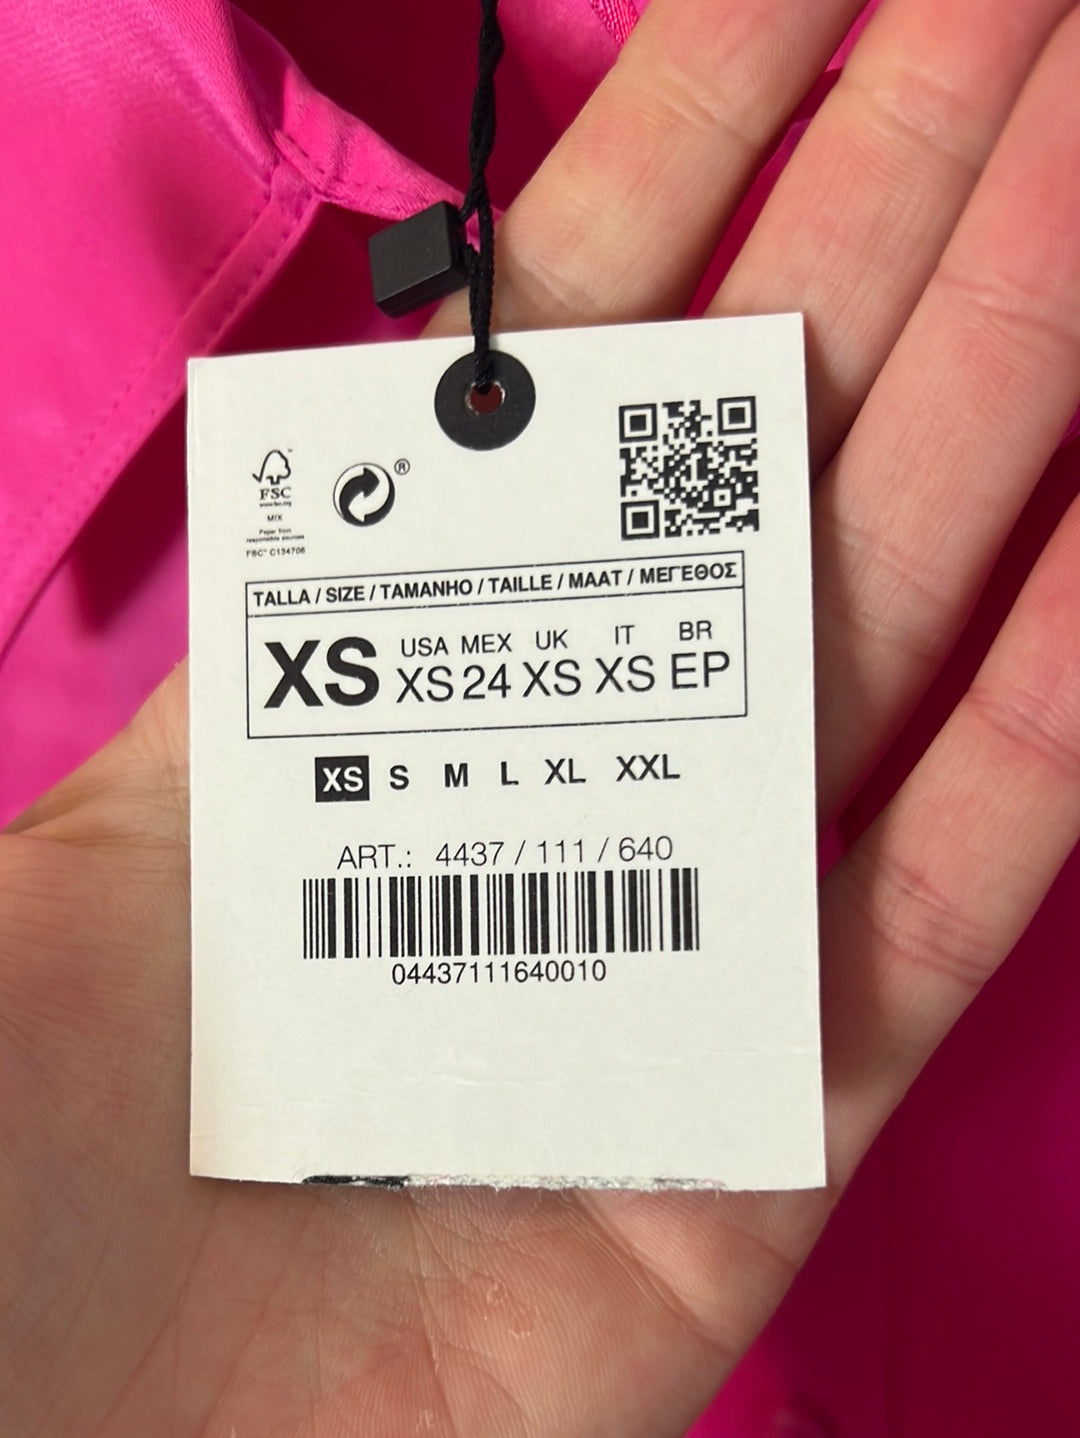 FSC
www.fsc.org
MIX
Paper from
responsible sources
FSC® C134706
®
TALLA / SIZE / TAMANHO / TAILLE / MAAT / ΜΕΓΕΘΟΣ
XS
USA MEX UK IT BR
XS 24 XS XS EP
XS S M L XL XXL
ART.: 4437 / 111 / 640
04437111640010